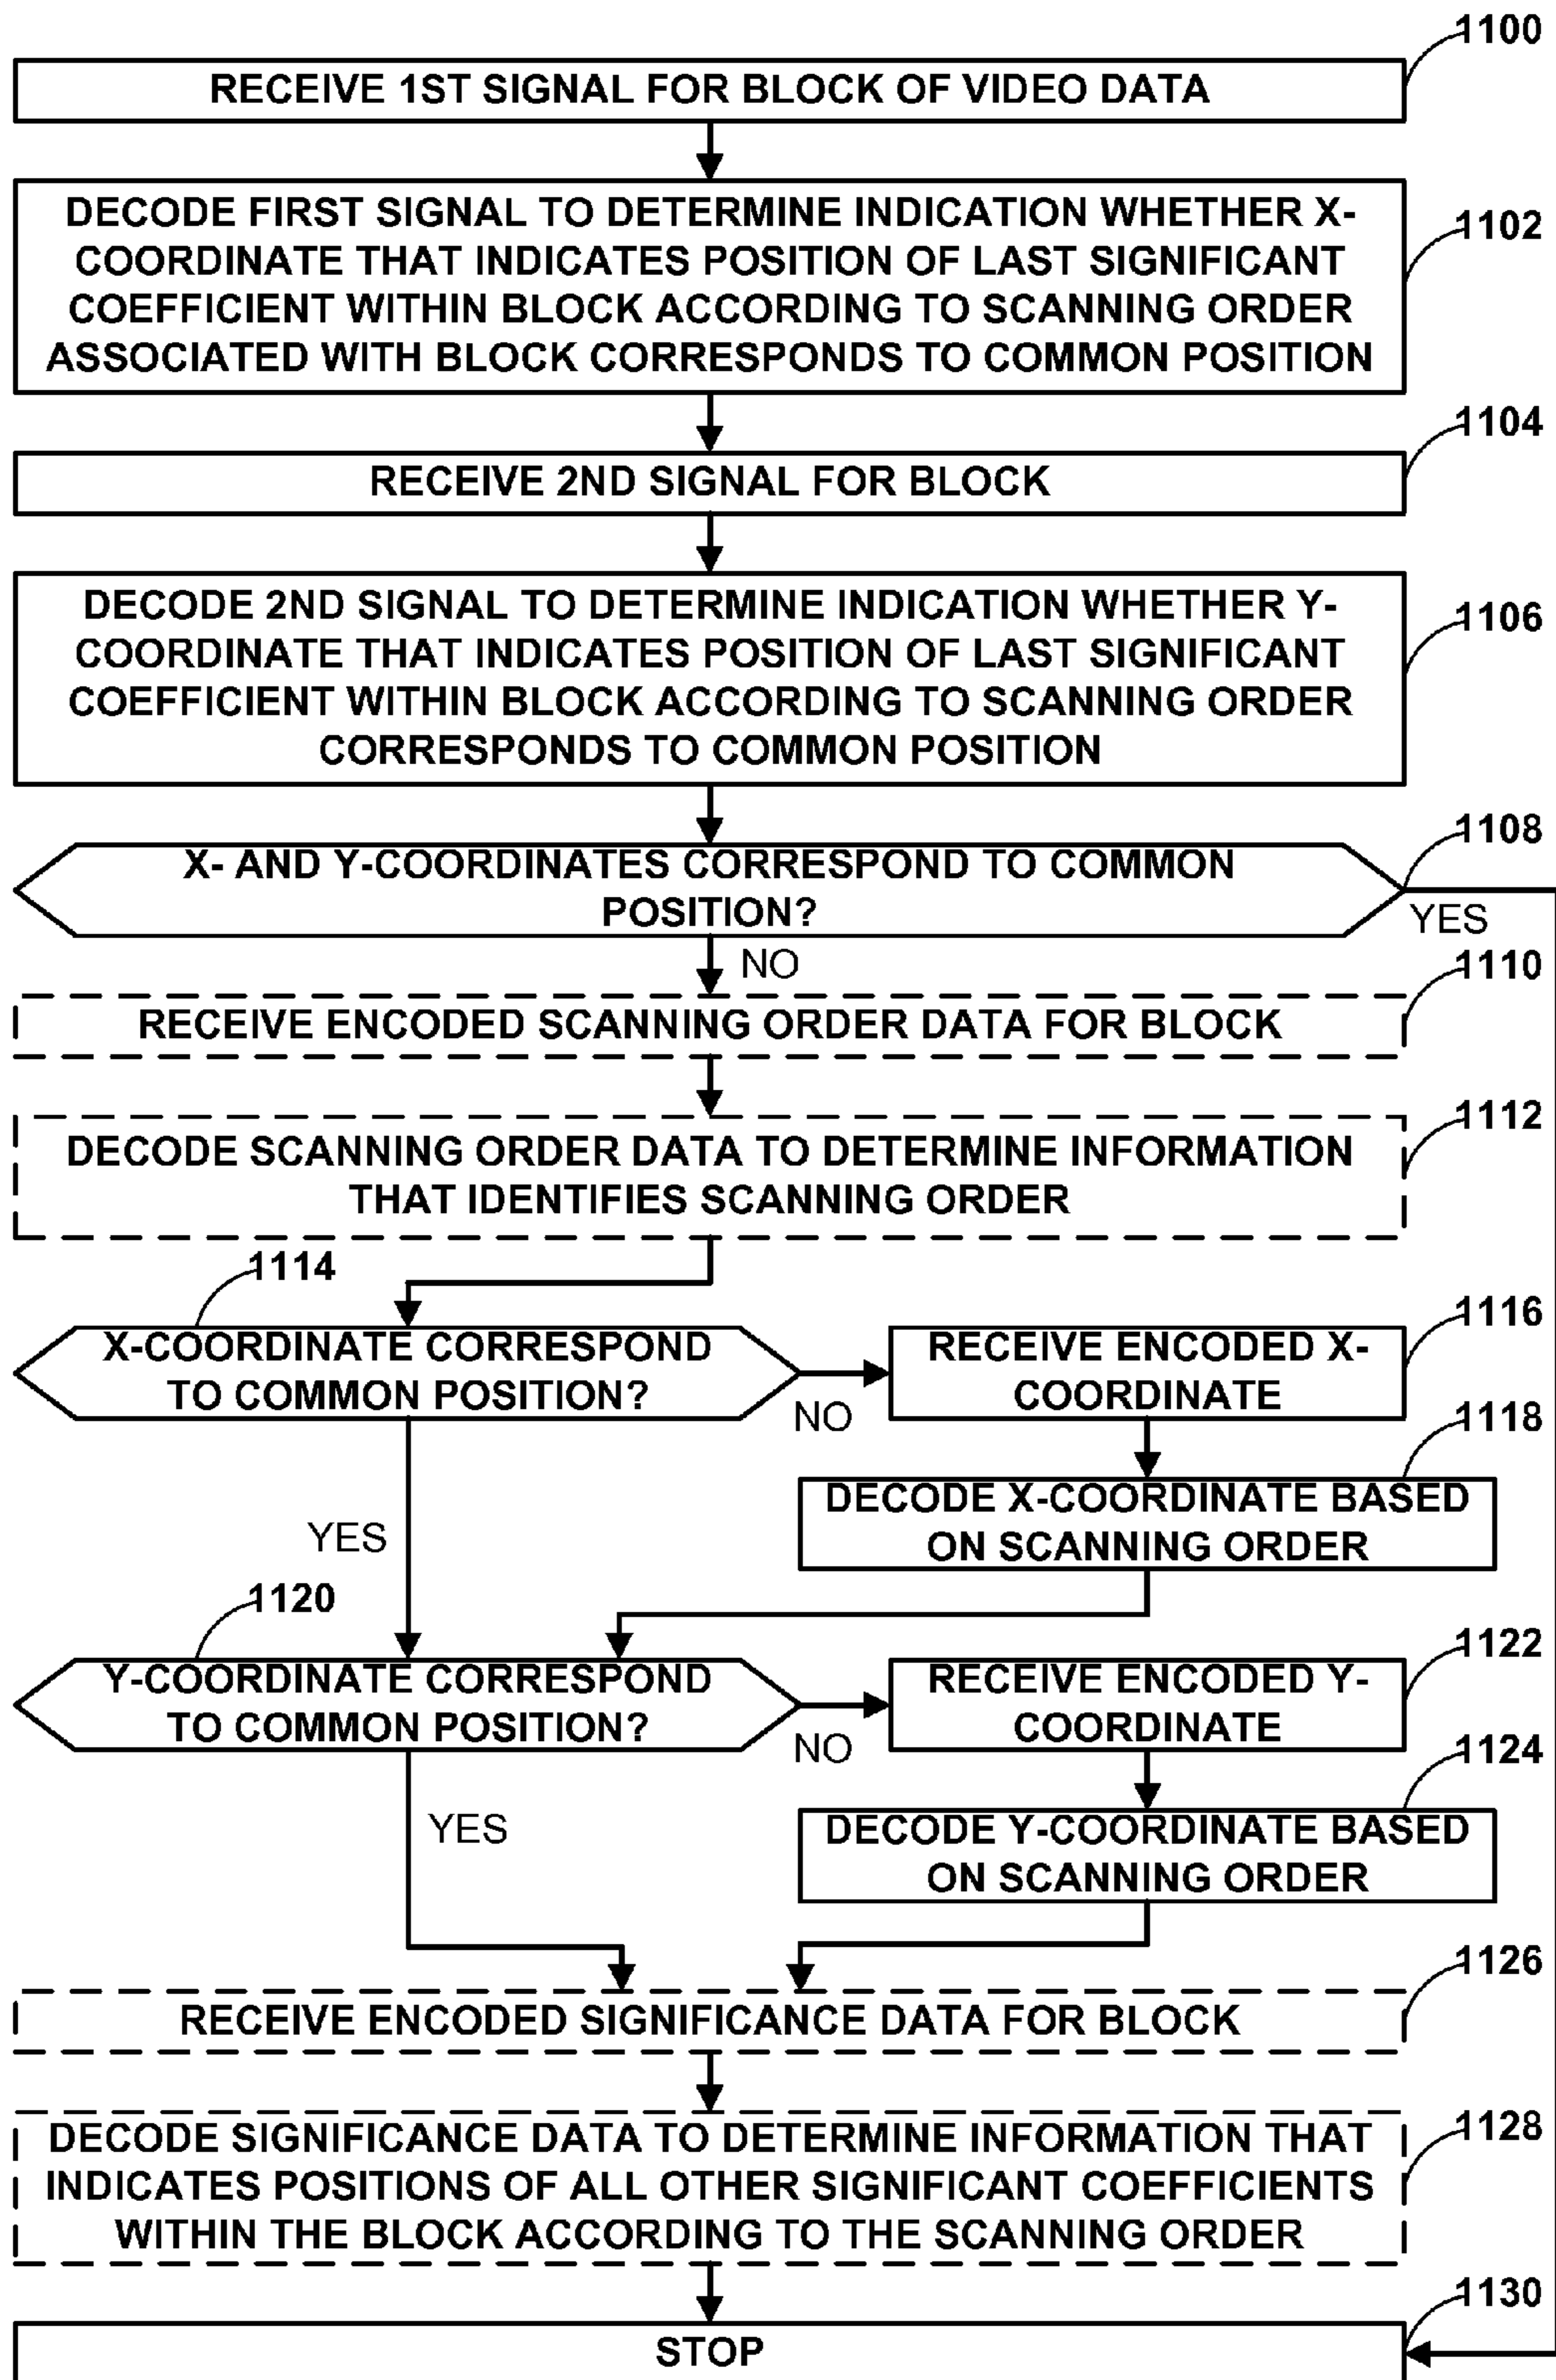 1100
RECEIVE 1ST SIGNAL FOR BLOCK OF VIDEO DATA
DECODE FIRST SIGNAL TO DETERMINE INDICATION WHETHER X-
COORDINATE THAT INDICATES POSITION OF LAST SIGNIFICANT
COEFFICIENT WITHIN BLOCK ACCORDING TO SCANNING ORDER
ASSOCIATED WITH BLOCK CORRESPONDS TO COMMON POSITION
1102
1104
RECEIVE 2ND SIGNAL FOR BLOCK
DECODE 2ND SIGNAL TO DETERMINE INDICATION WHETHER Y-
COORDINATE THAT INDICATES POSITION OF LAST SIGNIFICANT
COEFFICIENT WITHIN BLOCK ACCORDING TO SCANNING ORDER
CORRESPONDS TO COMMON POSITION
1106
1108
X- AND Y-COORDINATES CORRESPOND TO COMMON
POSITION?
YES
NO
1110
RECEIVE ENCODED SCANNING ORDER DATA FOR BLOCK
1112
DECODE SCANNING ORDER DATA TO DETERMINE INFORMATION
THAT IDENTIFIES SCANNING ORDER
1114
X-COORDINATE CORRESPOND
TO COMMON POSITION?
NO
1116
RECEIVE ENCODED X-
COORDINATE
1118
DECODE X-COORDINATE BASED
ON SCANNING ORDER
YES
1120
Y-COORDINATE CORRESPOND
TO COMMON POSITION?
NO
1122
RECEIVE ENCODED Y-
COORDINATE
1124
DECODE Y-COORDINATE BASED
ON SCANNING ORDER
YES
1126
RECEIVE ENCODED SIGNIFICANCE DATA FOR BLOCK
1128
DECODE SIGNIFICANCE DATA TO DETERMINE INFORMATION THAT
INDICATES POSITIONS OF ALL OTHER SIGNIFICANT COEFFICIENTS
WITHIN THE BLOCK ACCORDING TO THE SCANNING ORDER
1130
STOP